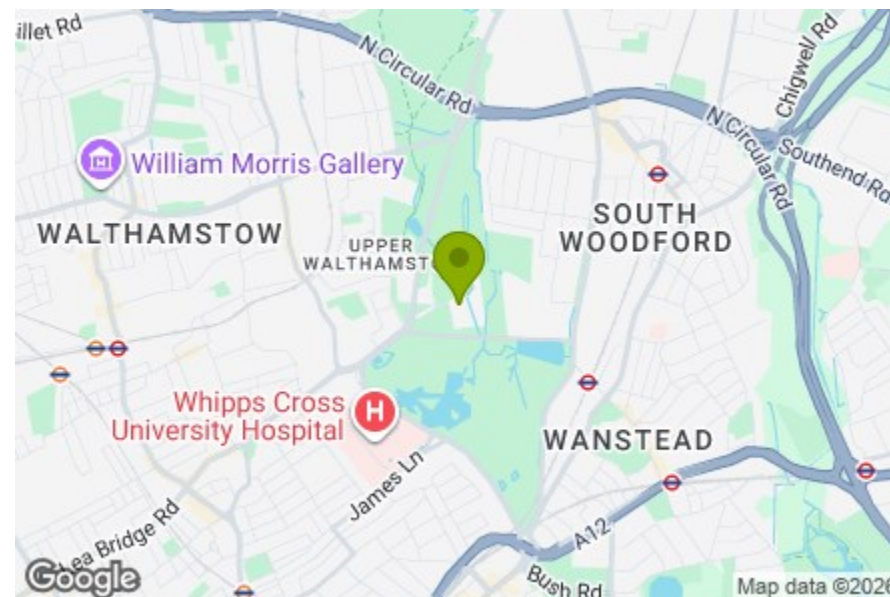 illet Rd
N Circular Rd
Chigwell Rd
William Morris Gallery
N Circular Rd
Southend Rd
WALTHAMSTOW
SOUTH
WOODFORD
UPPER
WALTHAMST
Whipps Cross
University Hospital
H
WANSTEAD
James Ln
Lea Bridge Rd
A12
Bush Rd
Google
Map data ©2026